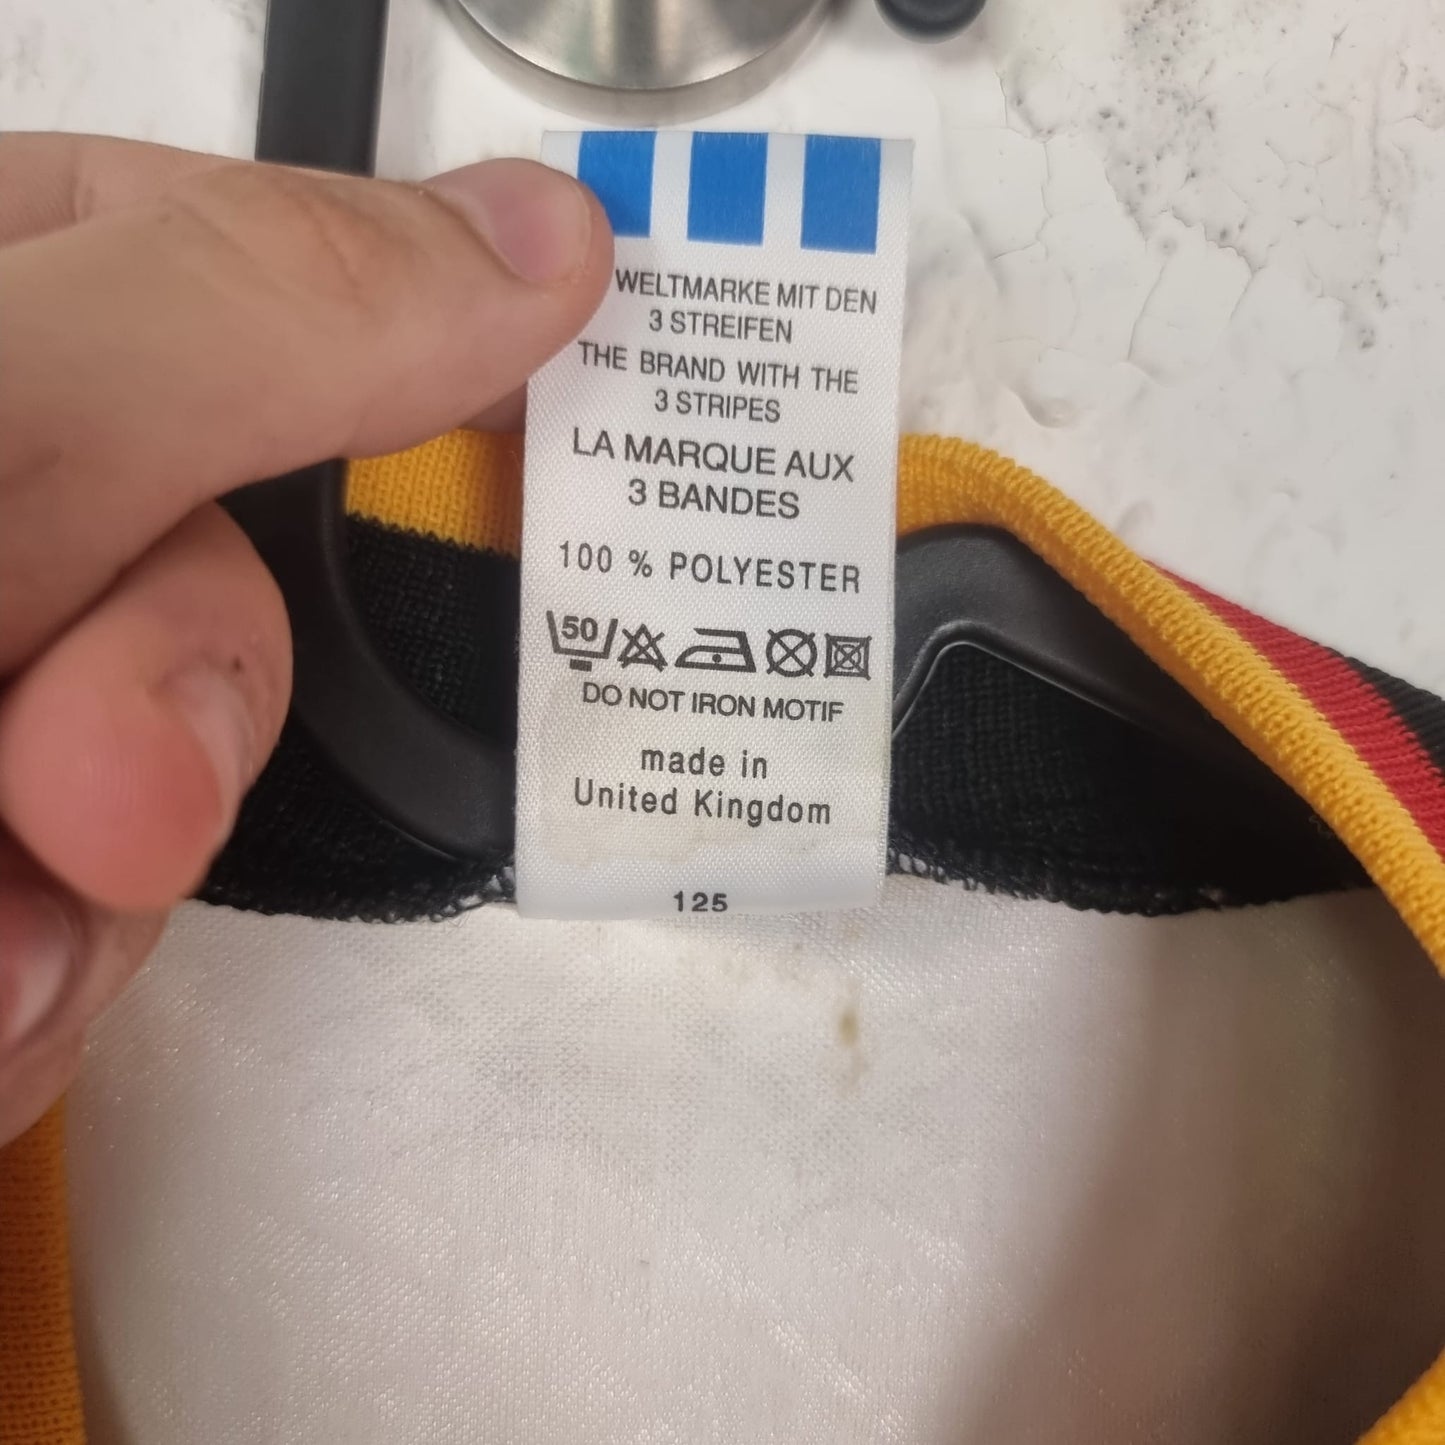 WELTMARKE MIT DEN
3 STREIFEN
THE BRAND WITH THE
3 STRIPES
LA MARQUE AUX
3 BANDES
100 % POLYESTER
50
DO NOT IRON MOTIF
made in
United Kingdom
125